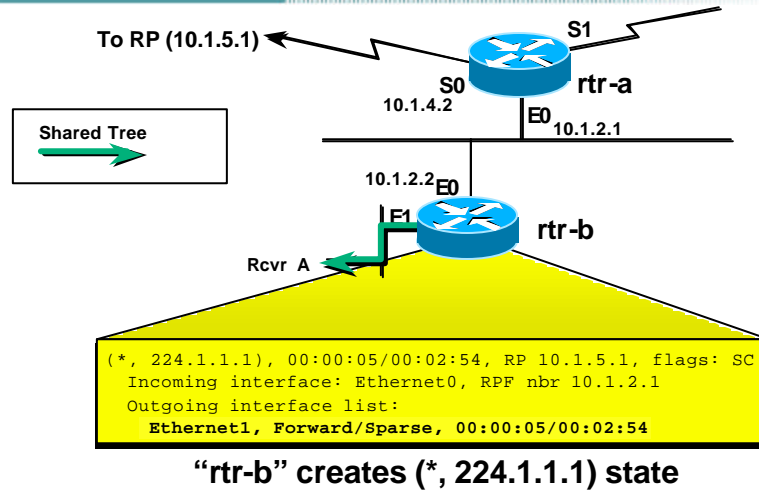 To RP (10.1.5.1)
S1
S0
rtr-a
10.1.4.2
E0
10.1.2.1
Shared Tree
10.1.2.2
E0
E1
rtr-b
Rcvr A
(*, 224.1.1.1), 00:00:05/00:02:54, RP 10.1.5.1, flags: SC
Incoming interface: Ethernet0, RPF nbr 10.1.2.1
Outgoing interface list:
Ethernet1, Forward/Sparse, 00:00:05/00:02:54
“rtr-b” creates (*, 224.1.1.1) state